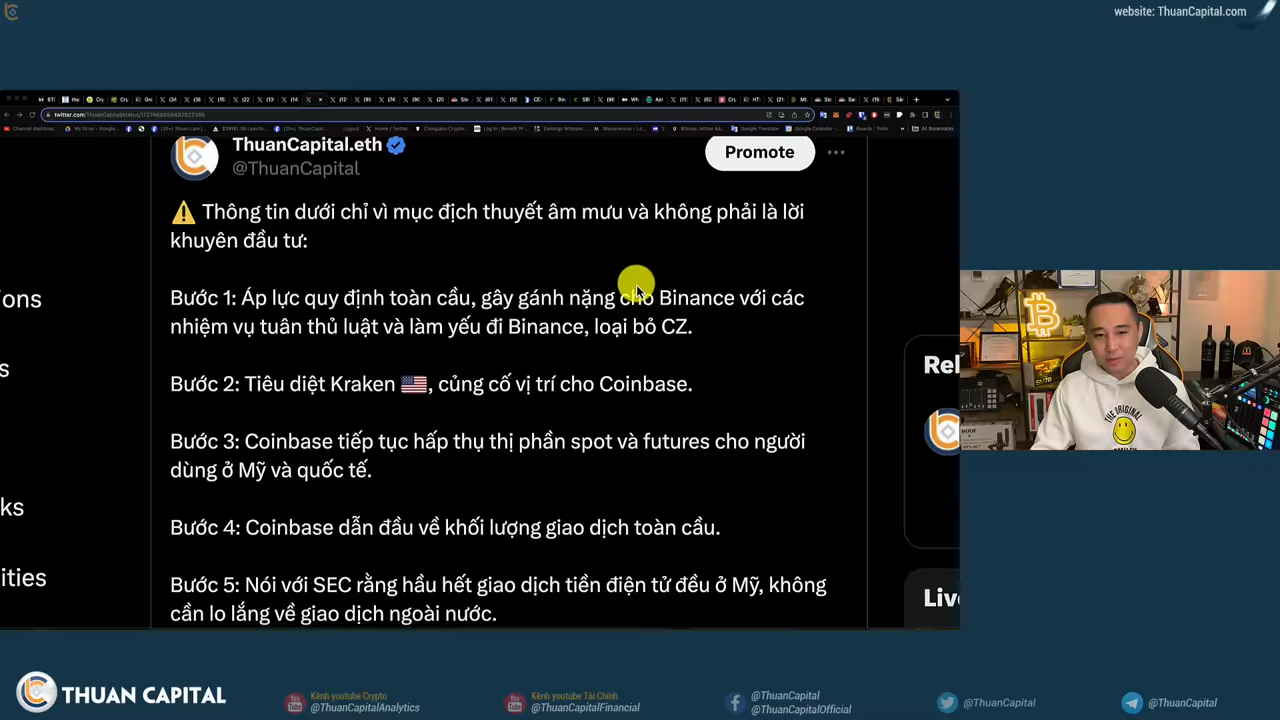 website: ThuanCapital.com
twitter.com/ThuanCapital/status/
ThuanCapital.eth
@ThuanCapital
Promote
Thông tin dưới chỉ vì mục đích thuyết âm mưu và không phải là lời
khuyên đầu tư:
Bước 1: Áp lực quy định toàn cầu, gây gánh nặng cho Binance với các
nhiệm vụ tuân thủ luật và làm yếu đi Binance, loại bỏ CZ.
Bước 2: Tiêu diệt Kraken 🇺🇸, củng cố vị trí cho Coinbase.
Bước 3: Coinbase tiếp tục hấp thụ thị phần spot và futures cho người
dùng ở Mỹ và quốc tế.
Bước 4: Coinbase dẫn đầu về khối lượng giao dịch toàn cầu.
Bước 5: Nói với SEC rằng hầu hết giao dịch tiền điện tử đều ở Mỹ, không
cần lo lắng về giao dịch ngoài nước.
ions
s
ks
ities
Rel
Live
THE ORIGINAL
THUAN CAPITAL
Kênh youtube Crypto
@ThuanCapitalAnalytics
Kênh youtube Tài Chính
@ThuanCapitalFinancial
@ThuanCapital
@ThuanCapitalOfficial
@ThuanCapital
@ThuanCapital